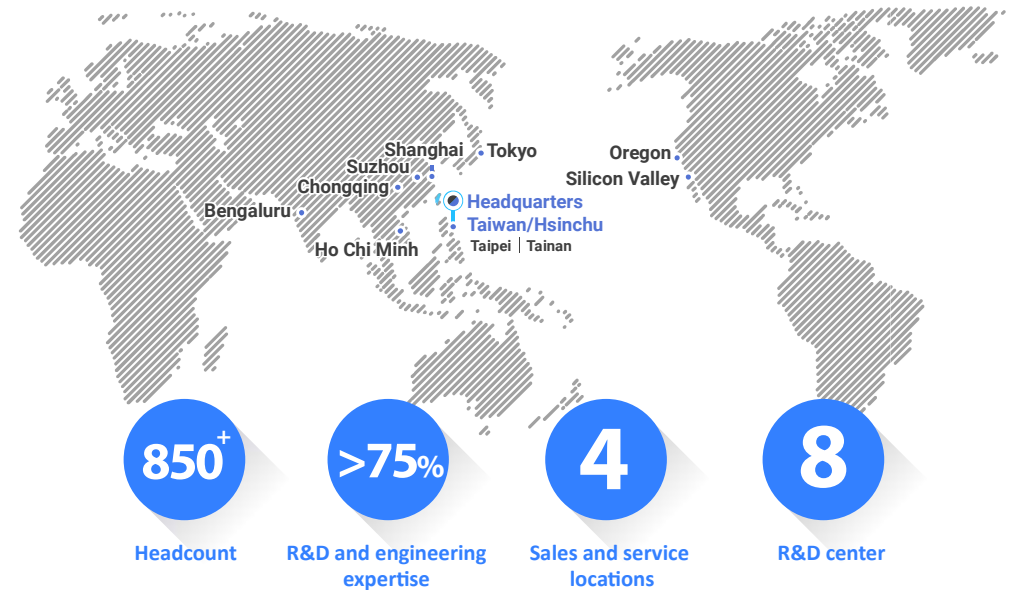 Shanghai
Tokyo
Suzhou
Chongqing
Bengaluru
Ho Chi Minh
Headquarters
Taiwan/Hsinchu
Taipei | Tainan
Oregon
Silicon Valley
850+
Headcount
>75%
R&D and engineering
expertise
4
Sales and service
locations
8
R&D center